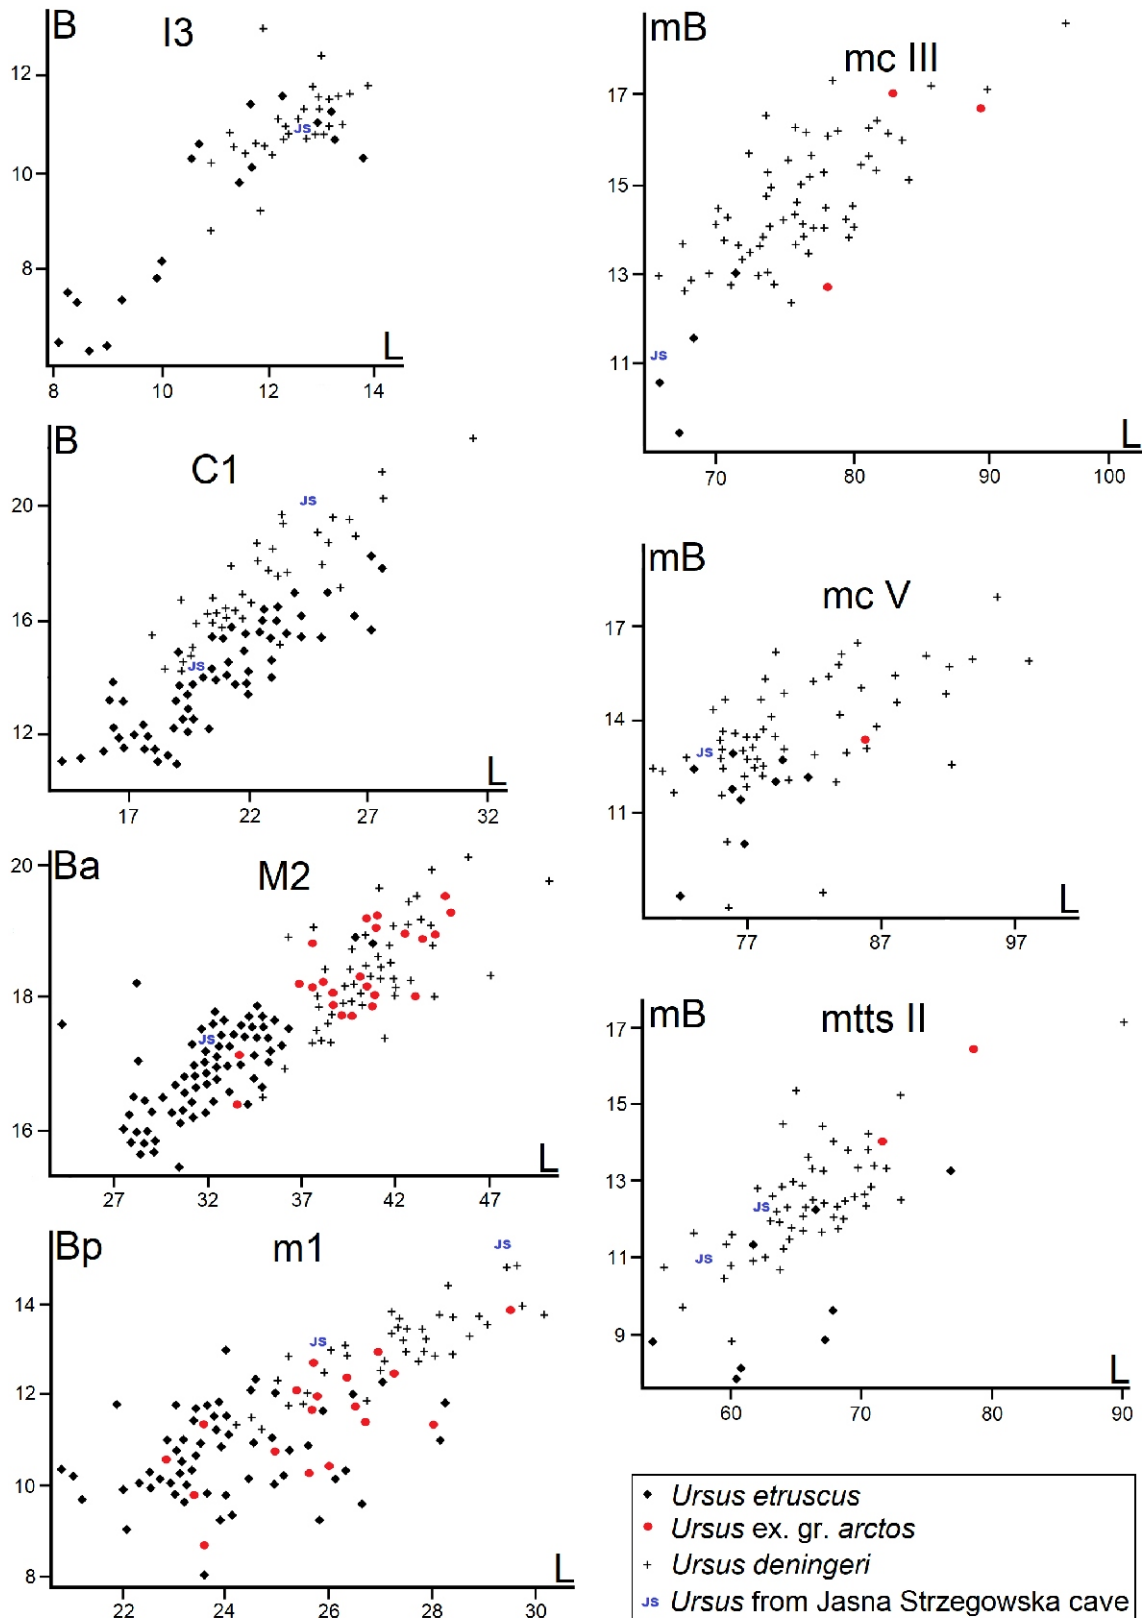 B
I3
12
10
8
JS
L
8 10 12 14
B
C1
20
16
12
JS
JS
L
17 22 27 32
Ba
M2
20
18
16
JS
L
27 32 37 42 47
Bp
m1
JS
14
12
10
8
JS
L
22 24 26 28 30
mB
mc III
17
15
13
11
JS
L
70 80 90 100
mB
mc V
17
14
11
JS
L
77 87 97
mB
mtts II
17
15
13
11
9
JS
JS
L
60 70 80 90
Ursus etruscus
Ursus ex. gr. arctos
Ursus deningeri
JS Ursus from Jasna Strzegowska cave